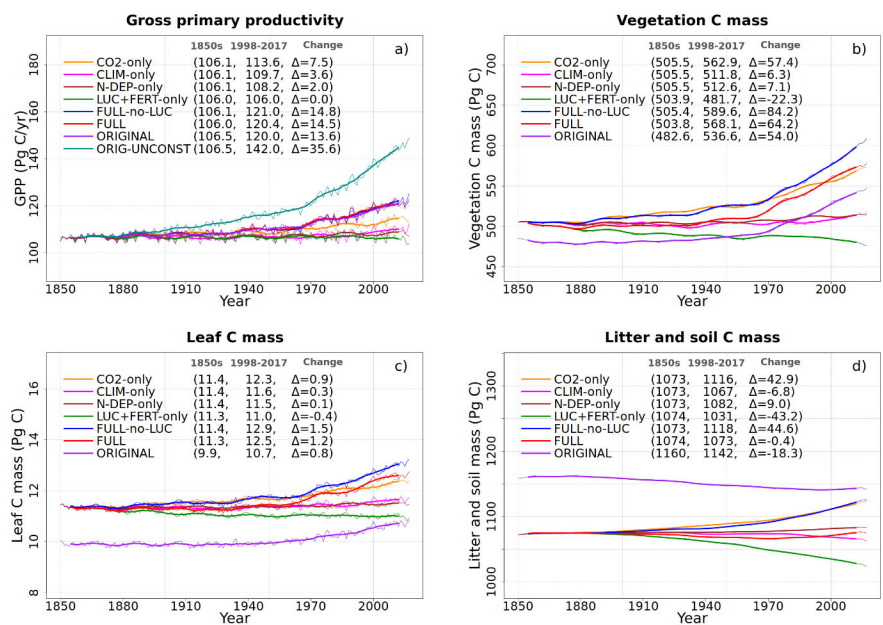 Gross primary productivity
a)
1850s 1998-2017 Change
CO2-only (106.1, 113.6, Δ=7.5)
CLIM-only (106.1, 109.7, Δ=3.6)
N-DEP-only (106.1, 108.2, Δ=2.0)
LUC+FERT-only (106.0, 106.0, Δ=0.0)
FULL-no-LUC (106.1, 121.0, Δ=14.8)
FULL (106.0, 120.4, Δ=14.5)
ORIGINAL (106.5, 120.0, Δ=13.6)
ORIG-UNCONST (106.5, 142.0, Δ=35.6)
GPP (Pg C/yr)
180
160
140
120
100
1850 1880 1910 1940 1970 2000
Year
Vegetation C mass
b)
1850s 1998-2017 Change
CO2-only (505.5, 562.9, Δ=57.4)
CLIM-only (505.5, 511.8, Δ=6.3)
N-DEP-only (505.5, 512.6, Δ=7.1)
LUC+FERT-only (503.9, 481.7, Δ=-22.3)
FULL-no-LUC (505.4, 589.6, Δ=84.2)
FULL (503.8, 568.1, Δ=64.2)
ORIGINAL (482.6, 536.6, Δ=54.0)
Vegetation C mass (Pg C)
700
650
600
550
500
450
1850 1880 1910 1940 1970 2000
Year
Leaf C mass
c)
1850s 1998-2017 Change
CO2-only (11.4, 12.3, Δ=0.9)
CLIM-only (11.4, 11.6, Δ=0.3)
N-DEP-only (11.4, 11.5, Δ=0.1)
LUC+FERT-only (11.3, 11.0, Δ=-0.4)
FULL-no-LUC (11.4, 12.9, Δ=1.5)
FULL (11.3, 12.5, Δ=1.2)
ORIGINAL (9.9, 10.7, Δ=0.8)
Leaf C mass (Pg C)
16
14
12
10
8
1850 1880 1910 1940 1970 2000
Year
Litter and soil C mass
d)
1850s 1998-2017 Change
CO2-only (1073, 1116, Δ=42.9)
CLIM-only (1073, 1067, Δ=-6.8)
N-DEP-only (1073, 1082, Δ=9.0)
LUC+FERT-only (1074, 1031, Δ=-43.2)
FULL-no-LUC (1073, 1118, Δ=44.6)
FULL (1074, 1073, Δ=-0.4)
ORIGINAL (1160, 1142, Δ=-18.3)
Litter and soil mass (Pg C)
1300
1200
1100
1000
1850 1880 1910 1940 1970 2000
Year